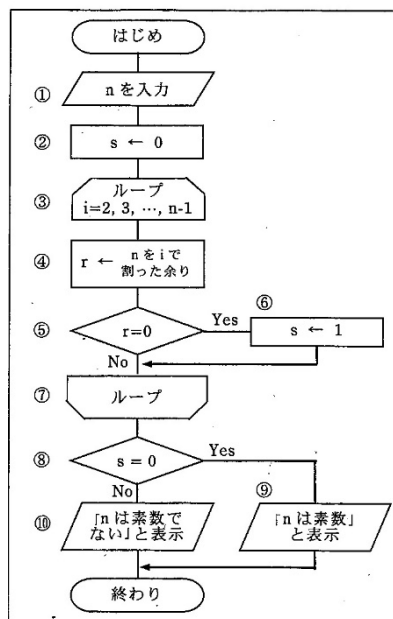 はじめ
① nを入力
② s ← 0
③ ループ
i=2, 3, …, n-1
④ r ← nをiで
割った余り
⑥
⑤ r=0 Yes s ← 1
No
⑦ ループ
⑧ s = 0 Yes
No ⑨
⑩ 「nは素数で
ない」と表示
「nは素数」
と表示
終わり